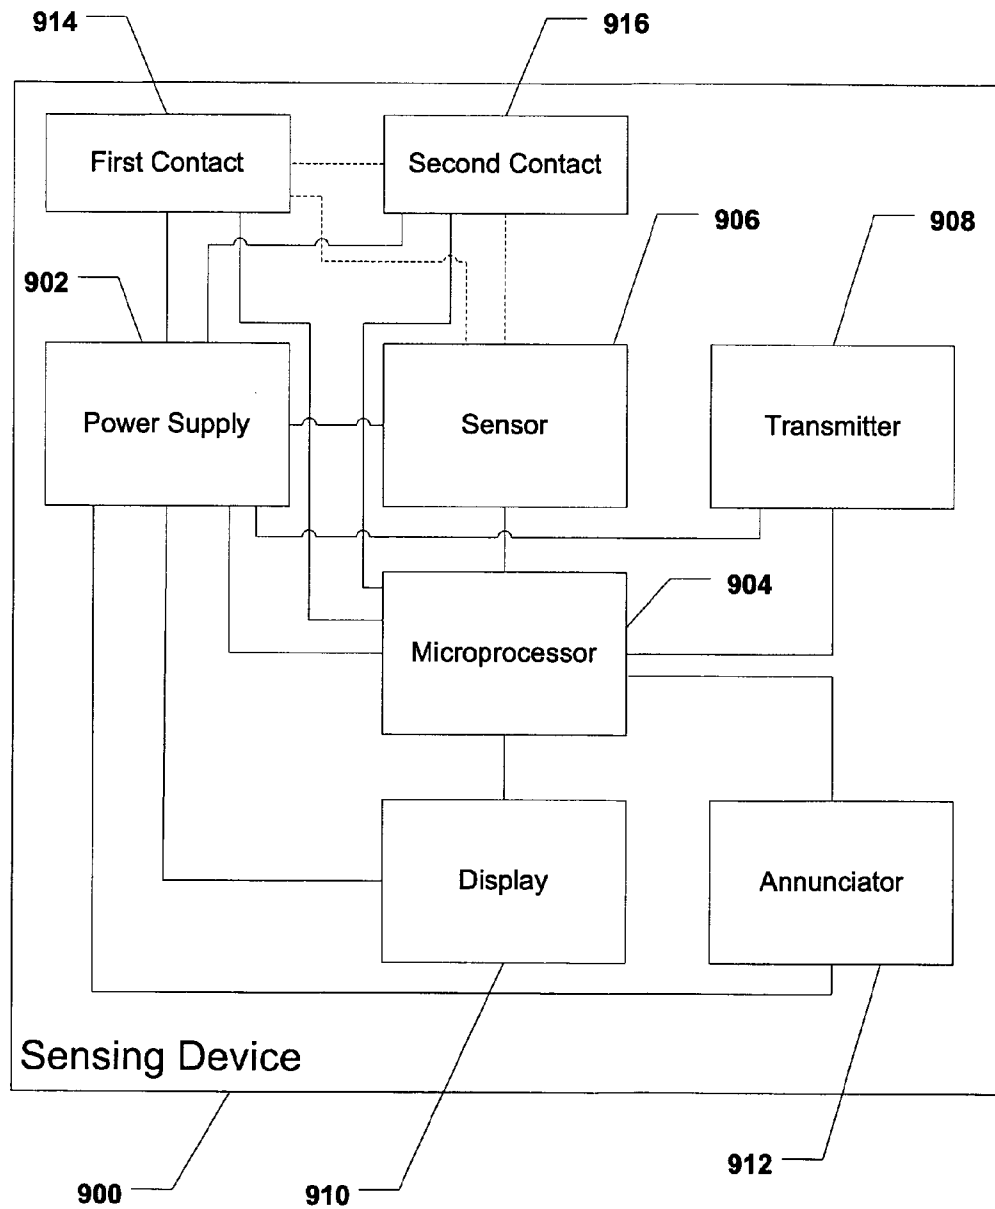 914
916
First Contact
Second Contact
906
908
902
Power Supply
Sensor
Transmitter
904
Microprocessor
Display
Annunciator
Sensing Device
912
900
910